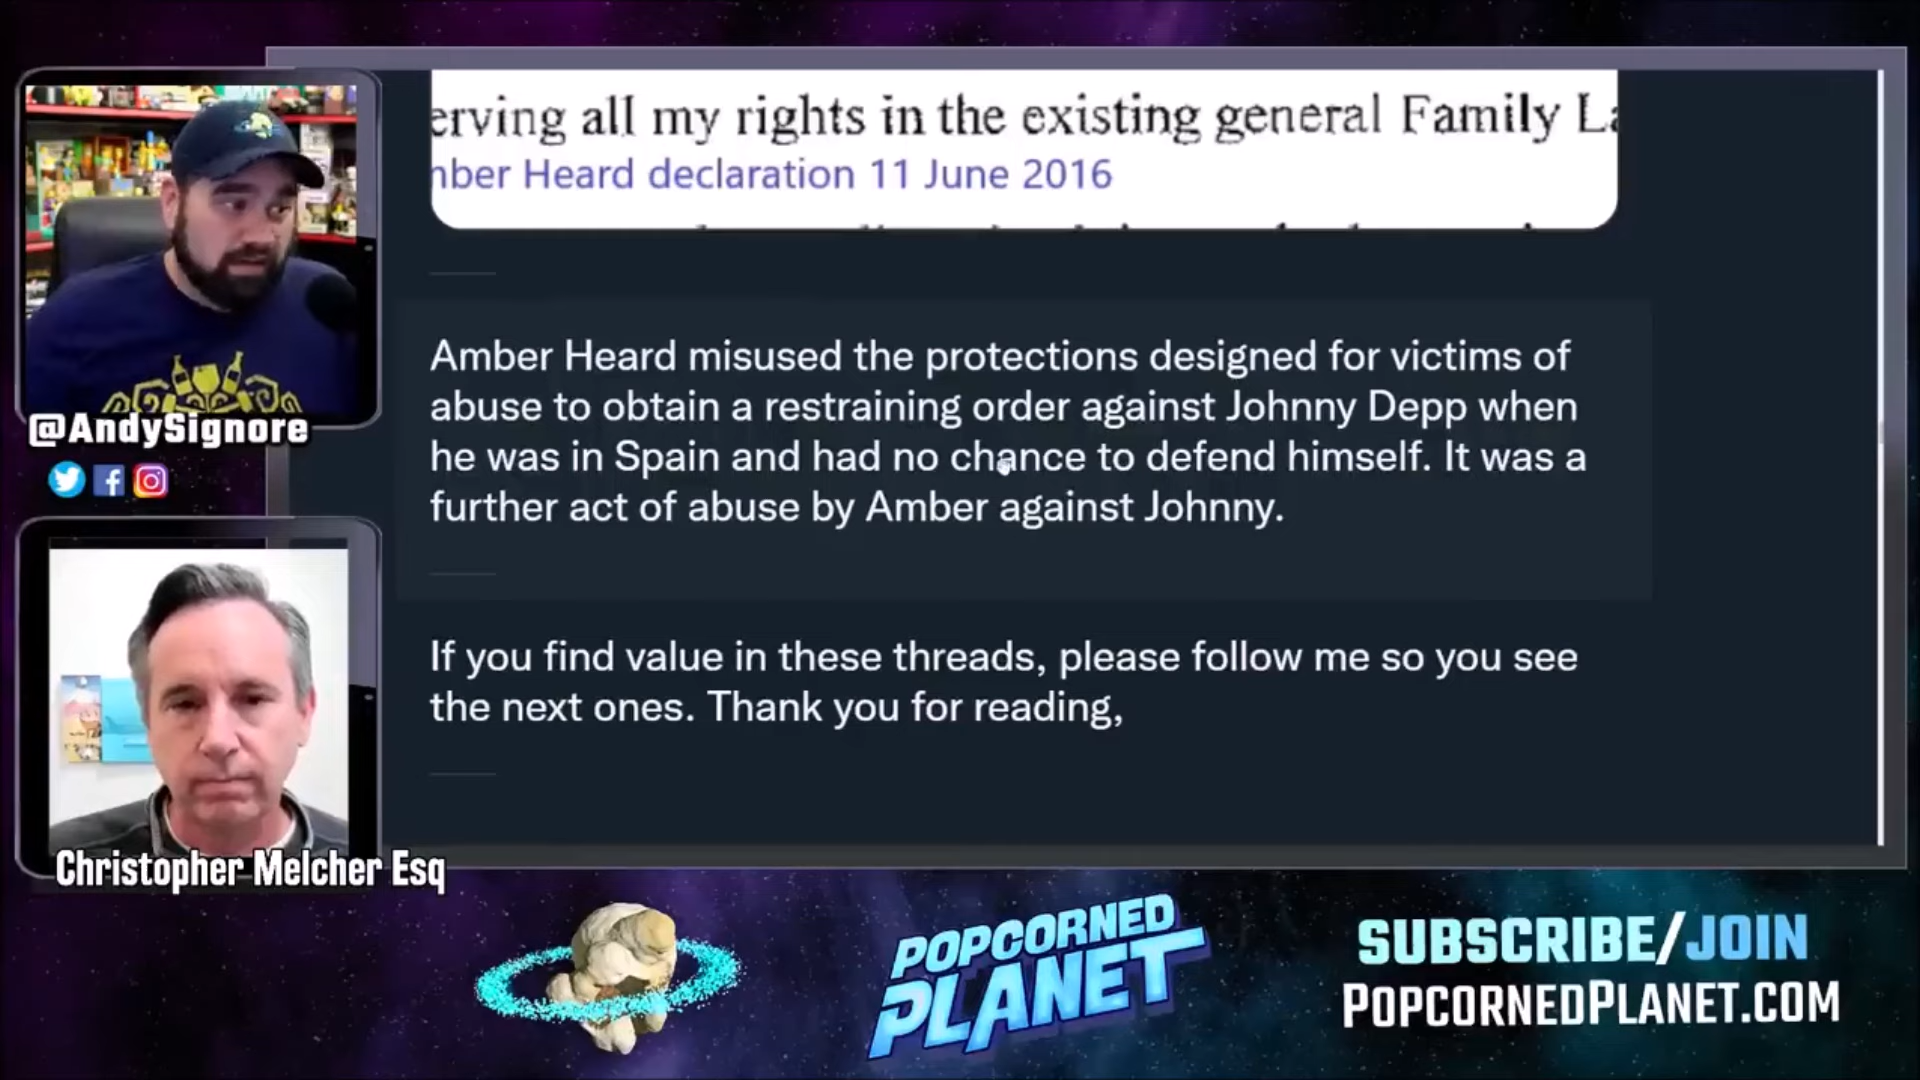 erving all my rights in the existing general Family
mber Heard declaration 11 June 2016
Amber Heard misused the protections designed for victims of
abuse to obtain a restraining order against Johnny Depp when
he was in Spain and had no chance to defend himself. It was a
further act of abuse by Amber against Johnny.
If you find value in these threads, please follow me so you see
the next ones. Thank you for reading,
@AndySignore
Christopher Melcher Esq
POPCORNED
PLANET
SUBSCRIBE/JOIN
POPCORNEDPLANET.COM